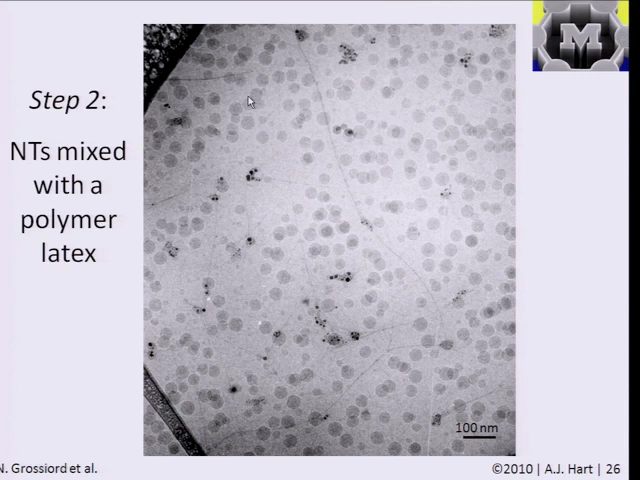 Step 2:
NTs mixed
with a
polymer
latex
M
100 nm
N. Grossiord et al.
©2010 | A.J. Hart | 26